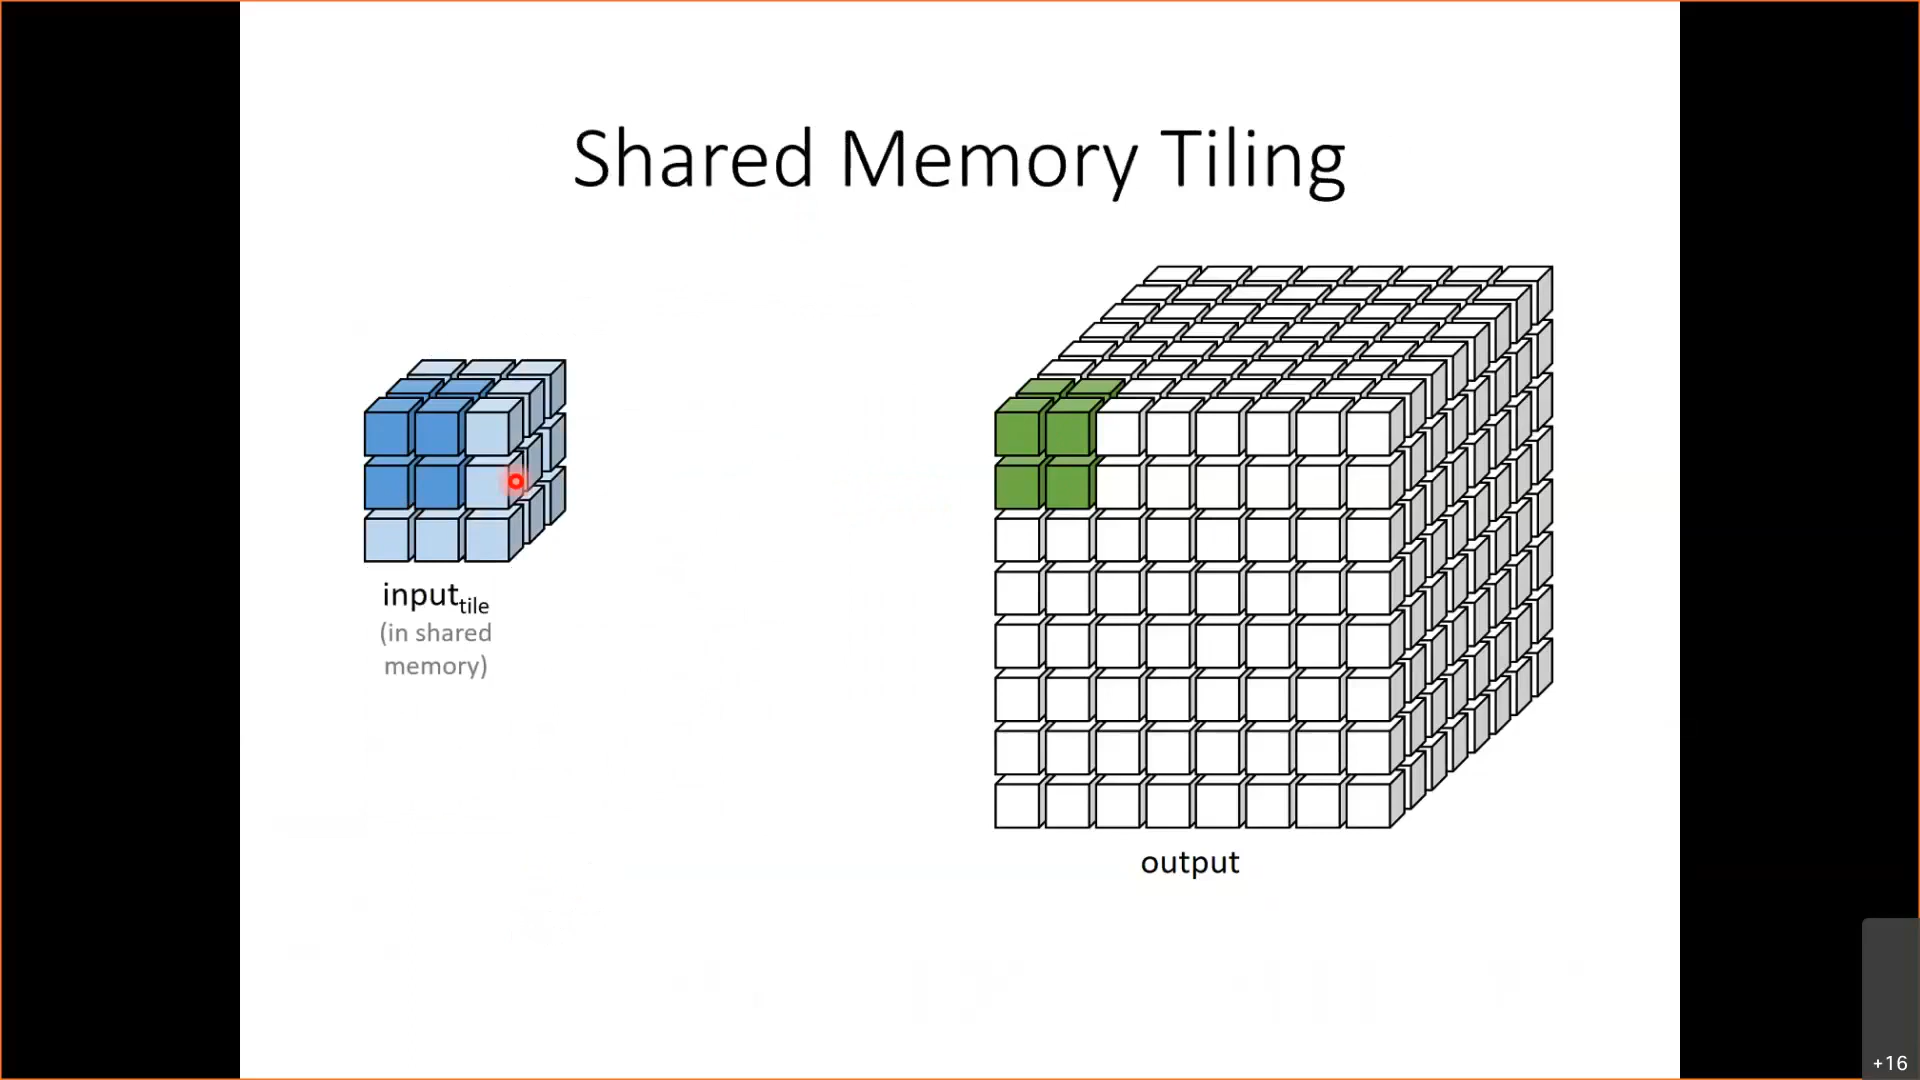 Shared Memory Tiling
input_tile
(in shared
memory)
output
+16